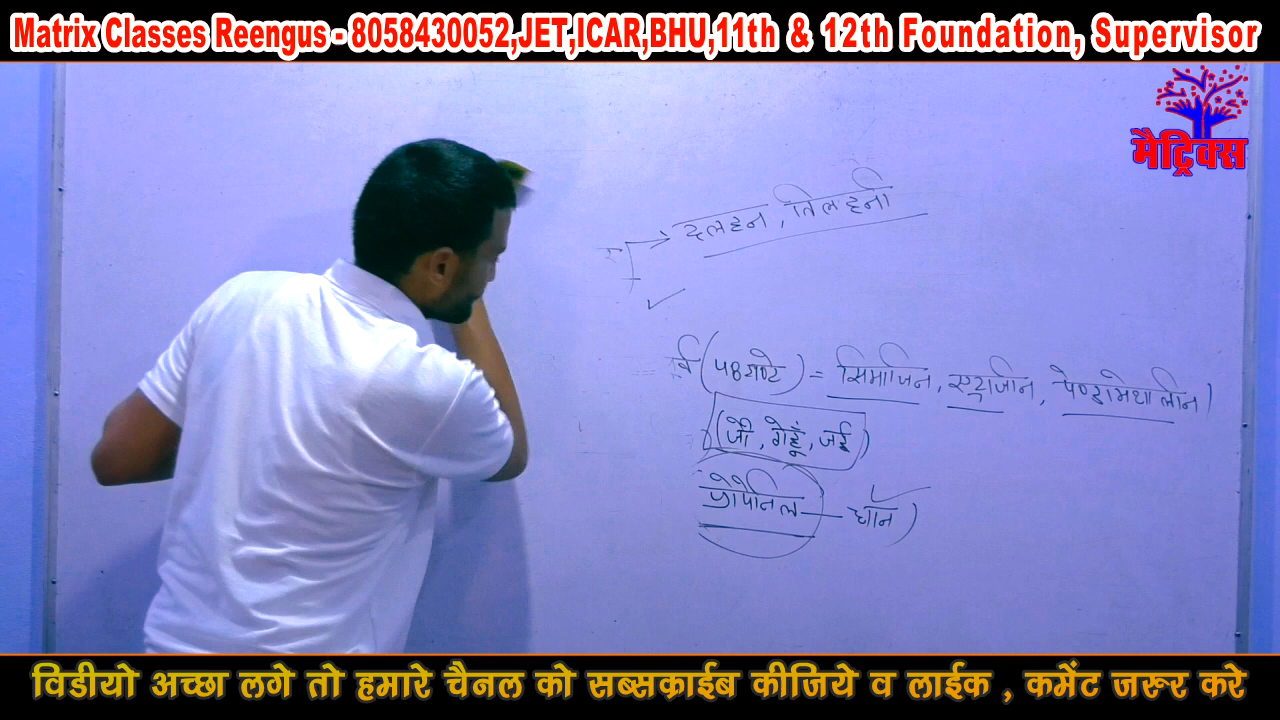 Matrix Classes Reengus - 8058430052,JET,ICAR,BHU,11th & 12th Foundation, Supervisor
मैट्रिक्स
दलहन , तिलहनी
(48 घण्टे) = सिमाजिन, एट्राजीन, पेण्डामेथालीन)
(जौ, गेहूँ, जई)
प्रोपेनिल — धान)
विडीयो अच्छा लगे तो हमारे चैनल को सब्सक्राईब कीजिये व लाईक , कमेंट जरूर करे